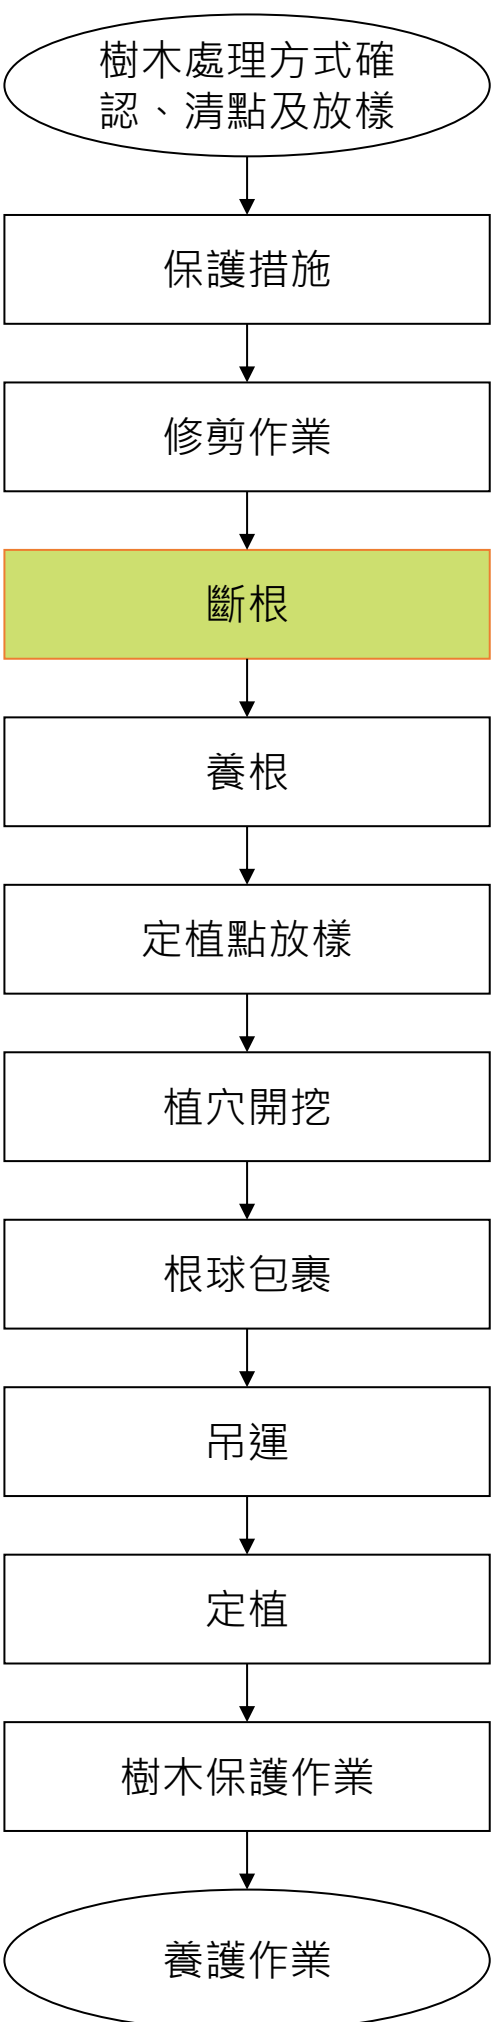 樹木處理方式確
認、清點及放樣
保護措施
修剪作業
斷根
養根
定植點放樣
植穴開挖
根球包裹
吊運
定植
樹木保護作業
養護作業